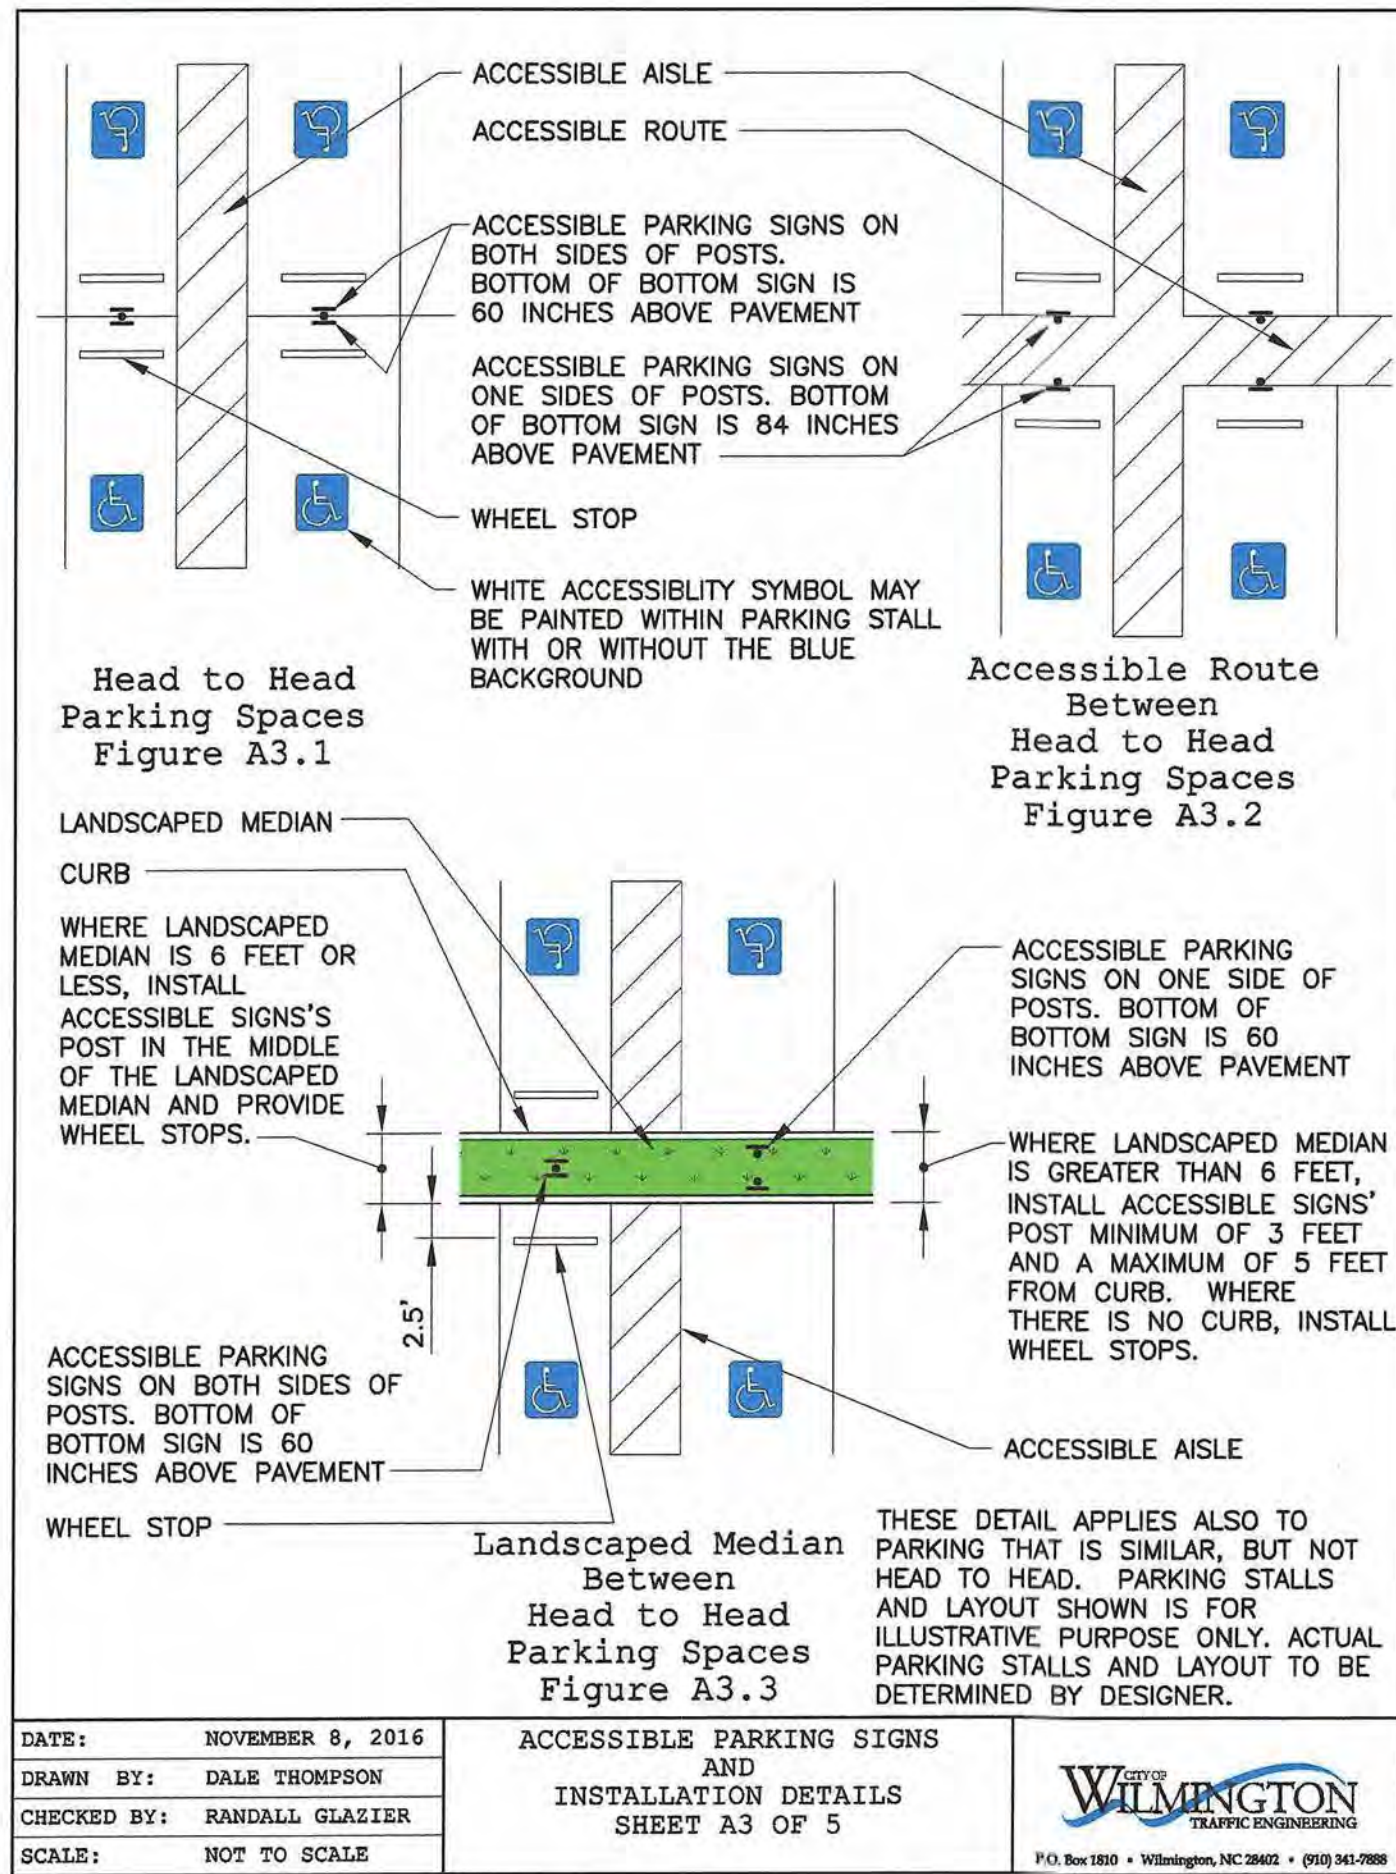 ACCESSIBLE AISLE
ACCESSIBLE ROUTE
ACCESSIBLE PARKING SIGNS ON
BOTH SIDES OF POSTS.
BOTTOM OF BOTTOM SIGN IS
60 INCHES ABOVE PAVEMENT
ACCESSIBLE PARKING SIGNS ON
ONE SIDES OF POSTS. BOTTOM
OF BOTTOM SIGN IS 84 INCHES
ABOVE PAVEMENT
WHEEL STOP
WHITE ACCESSIBLITY SYMBOL MAY
BE PAINTED WITHIN PARKING STALL
WITH OR WITHOUT THE BLUE
BACKGROUND
Head to Head
Parking Spaces
Figure A3.1
Accessible Route
Between
Head to Head
Parking Spaces
Figure A3.2
LANDSCAPED MEDIAN
CURB
WHERE LANDSCAPED
MEDIAN IS 6 FEET OR
LESS, INSTALL
ACCESSIBLE SIGNS'S
POST IN THE MIDDLE
OF THE LANDSCAPED
MEDIAN AND PROVIDE
WHEEL STOPS.
2.5'
ACCESSIBLE PARKING
SIGNS ON BOTH SIDES OF
POSTS. BOTTOM OF
BOTTOM SIGN IS 60
INCHES ABOVE PAVEMENT
WHEEL STOP
ACCESSIBLE PARKING
SIGNS ON ONE SIDE OF
POSTS. BOTTOM OF
BOTTOM SIGN IS 60
INCHES ABOVE PAVEMENT
WHERE LANDSCAPED MEDIAN
IS GREATER THAN 6 FEET,
INSTALL ACCESSIBLE SIGNS'
POST MINIMUM OF 3 FEET
AND A MAXIMUM OF 5 FEET
FROM CURB. WHERE
THERE IS NO CURB, INSTALL
WHEEL STOPS.
ACCESSIBLE AISLE
Landscaped Median
Between
Head to Head
Parking Spaces
Figure A3.3
THESE DETAIL APPLIES ALSO TO
PARKING THAT IS SIMILAR, BUT NOT
HEAD TO HEAD. PARKING STALLS
AND LAYOUT SHOWN IS FOR
ILLUSTRATIVE PURPOSE ONLY. ACTUAL
PARKING STALLS AND LAYOUT TO BE
DETERMINED BY DESIGNER.
DATE: NOVEMBER 8, 2016
DRAWN BY: DALE THOMPSON
CHECKED BY: RANDALL GLAZIER
SCALE: NOT TO SCALE
ACCESSIBLE PARKING SIGNS
AND
INSTALLATION DETAILS
SHEET A3 OF 5
CITY OF
WILMINGTON
TRAFFIC ENGINEERING
P.O. Box 1810 • Wilmington, NC 28402 • (910) 341-7888